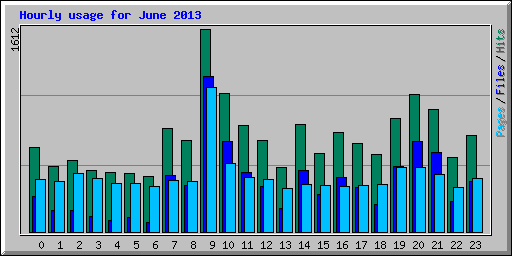 Hourly usage for June 2013
1612
Pages/Files/Hits
0 1 2 3 4 5 6 7 8 9 10 11 12 13 14 15 16 17 18 19 20 21 22 23